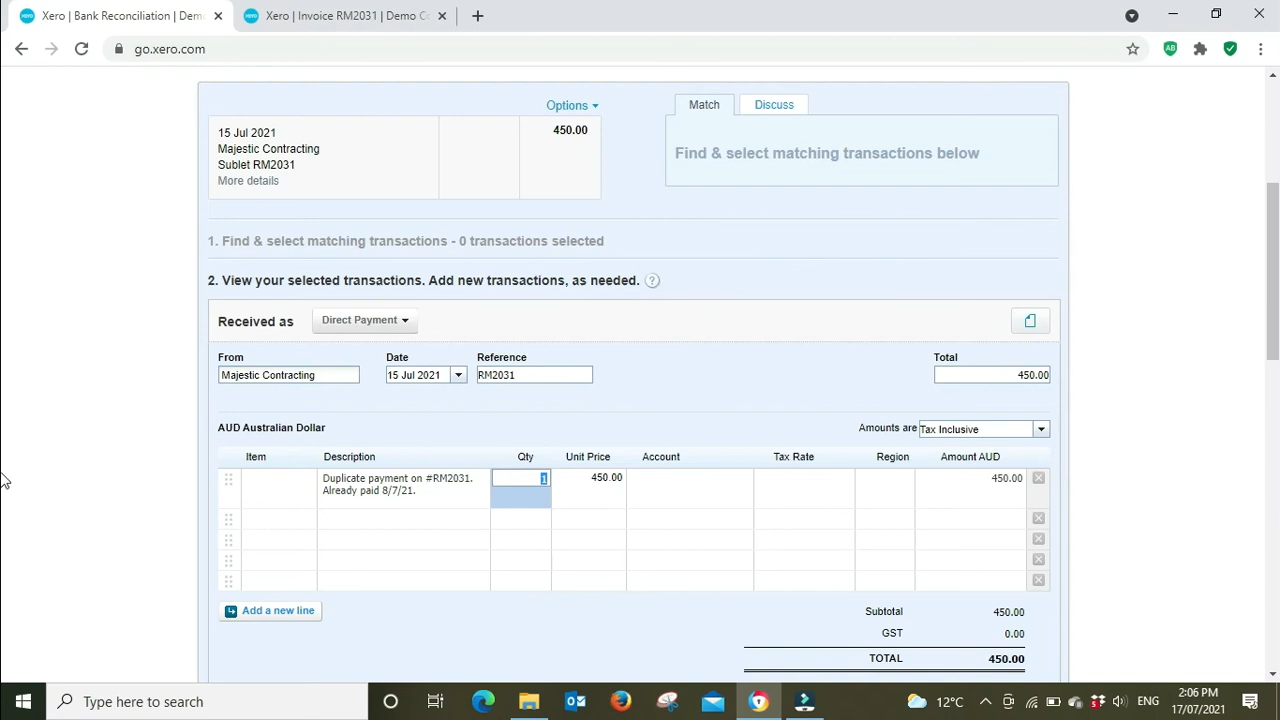 Xero | Bank Reconciliation | Dem
Xero | Invoice RM2031 | Demo C
go.xero.com
Options
Match
Discuss
15 Jul 2021
Majestic Contracting
Sublet RM2031
More details
450.00
Find & select matching transactions below
1. Find & select matching transactions - 0 transactions selected
2. View your selected transactions. Add new transactions, as needed. ?
Received as
Direct Payment
From
Date
Reference
Total
Majestic Contracting
15 Jul 2021
RM2031
450.00
AUD Australian Dollar
Amounts are
Tax Inclusive
Item
Description
Qty
Unit Price
Account
Tax Rate
Region
Amount AUD
Duplicate payment on #RM2031.
Already paid 8/7/21.
1
450.00
450.00
Add a new line
Subtotal
450.00
GST
0.00
TOTAL
450.00
Type here to search
12°C
ENG
2:06 PM
17/07/2021